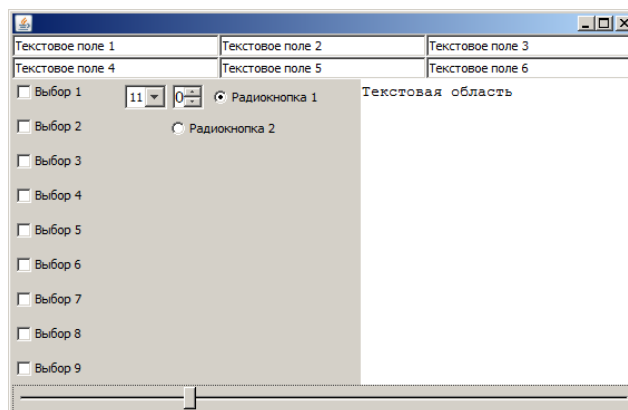 Текстовое поле 1 Текстовое поле 2 Текстовое поле 3
Текстовое поле 4 Текстовое поле 5 Текстовое поле 6
Выбор 1 11 0 Радиокнопка 1 Текстовая область
Выбор 2 Радиокнопка 2
Выбор 3
Выбор 4
Выбор 5
Выбор 6
Выбор 7
Выбор 8
Выбор 9